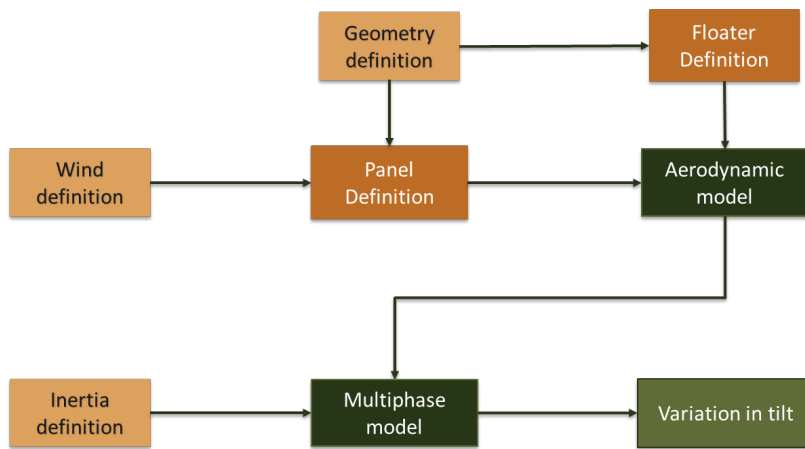 Geometry
definition
Floater
Definition
Wind
definition
Panel
Definition
Aerodynamic
model
Inertia
definition
Multiphase
model
Variation in tilt